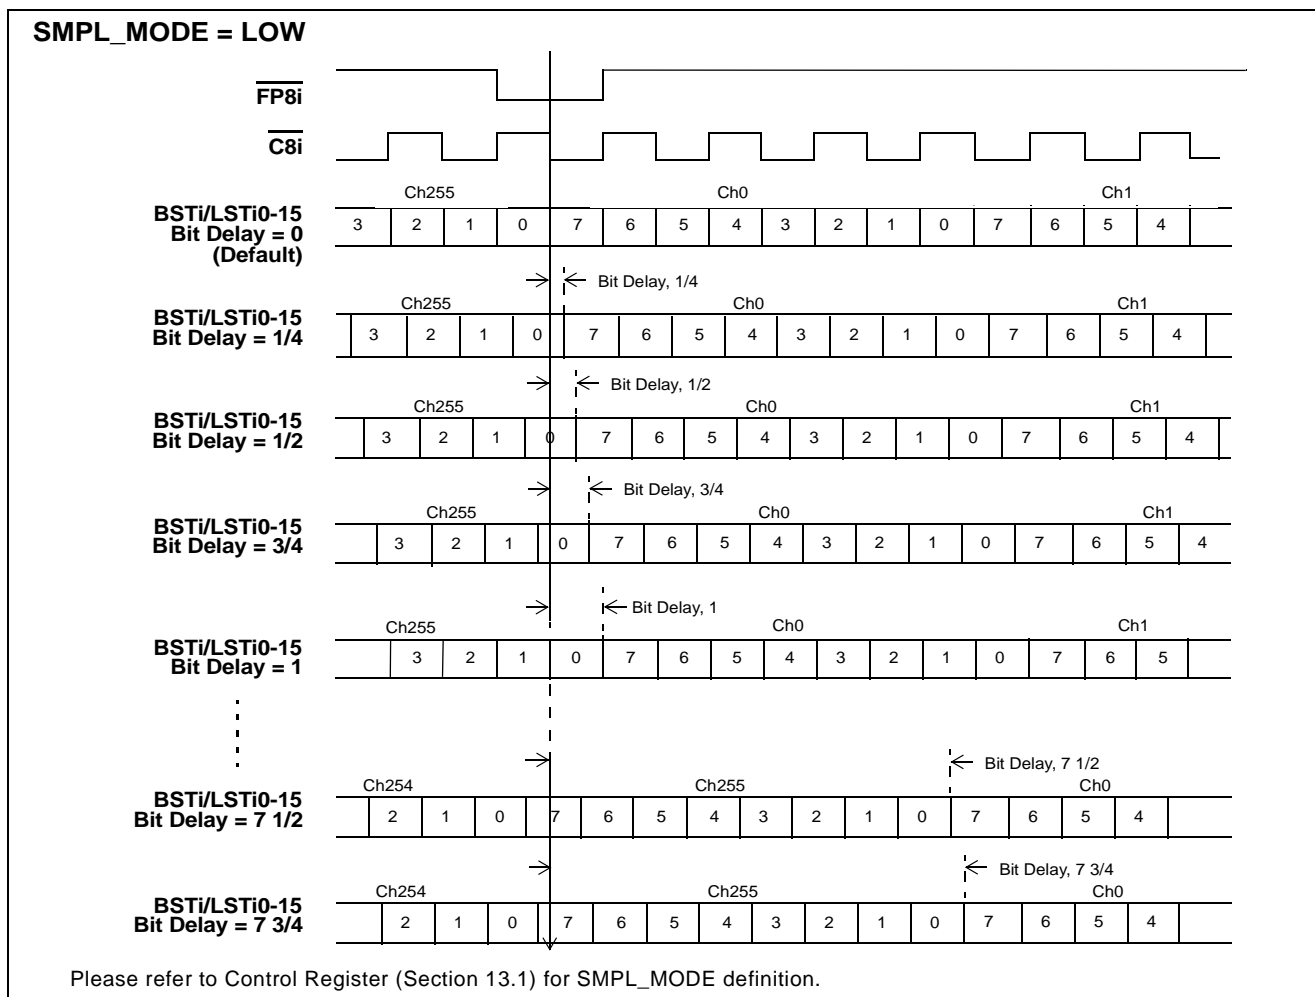 SMPL_MODE = LOW
FP8i
C8i
Ch255 Ch0 Ch1
BSTi/LSTi0-15
Bit Delay = 0
(Default)
3 2 1 0 7 6 5 4 3 2 1 0 7 6 5 4
Bit Delay, 1/4
Ch255 Ch0 Ch1
BSTi/LSTi0-15
Bit Delay = 1/4
3 2 1 0 7 6 5 4 3 2 1 0 7 6 5 4
Bit Delay, 1/2
Ch255 Ch0 Ch1
BSTi/LSTi0-15
Bit Delay = 1/2
3 2 1 0 7 6 5 4 3 2 1 0 7 6 5 4
Bit Delay, 3/4
Ch255 Ch0 Ch1
BSTi/LSTi0-15
Bit Delay = 3/4
3 2 1 0 7 6 5 4 3 2 1 0 7 6 5 4
Bit Delay, 1
Ch255 Ch0 Ch1
BSTi/LSTi0-15
Bit Delay = 1
3 2 1 0 7 6 5 4 3 2 1 0 7 6 5
Bit Delay, 7 1/2
Ch254 Ch255 Ch0
BSTi/LSTi0-15
Bit Delay = 7 1/2
2 1 0 7 6 5 4 3 2 1 0 7 6 5 4
Bit Delay, 7 3/4
Ch254 Ch255 Ch0
BSTi/LSTi0-15
Bit Delay = 7 3/4
2 1 0 7 6 5 4 3 2 1 0 7 6 5 4
Please refer to Control Register (Section 13.1) for SMPL_MODE definition.